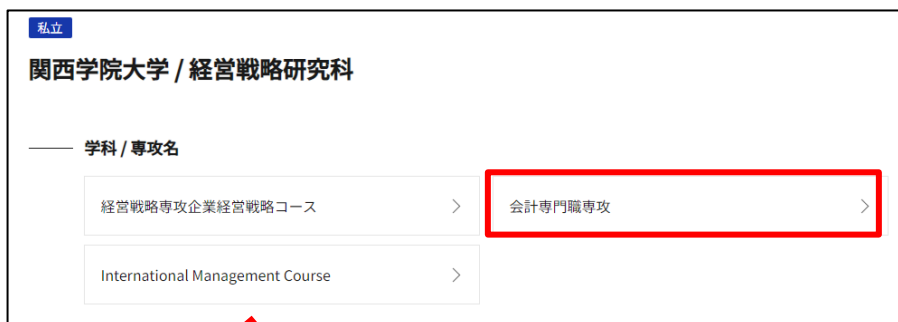 私立
関西学院大学 / 経営戦略研究科
学科 / 専攻名
経営戦略専攻企業経営戦略コース
会計専門職専攻
International Management Course